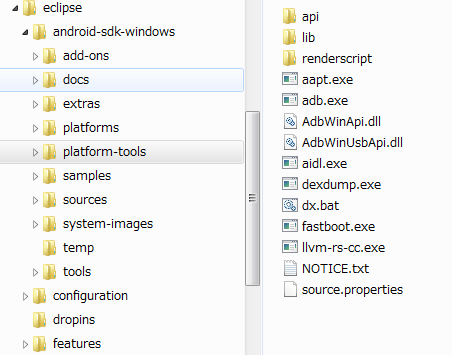 eclipse
android-sdk-windows
add-ons
docs
extras
platforms
platform-tools
samples
sources
system-images
temp
tools
configuration
dropins
features
api
lib
renderscript
aapt.exe
adb.exe
AdbWinApi.dll
AdbWinUsbApi.dll
aidl.exe
dexdump.exe
dx.bat
fastboot.exe
llvm-rs-cc.exe
NOTICE.txt
source.properties